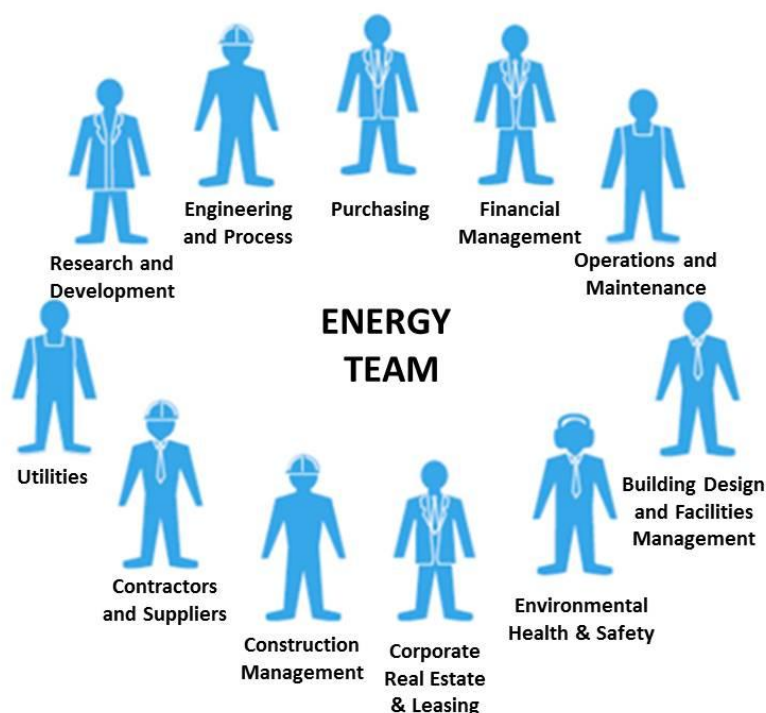 Engineering
and Process
Purchasing
Financial
Management
Research and
Development
Operations and
Maintenance
ENERGY
TEAM
Utilities
Building Design
and Facilities
Management
Contractors
and Suppliers
Environmental
Health & Safety
Construction
Management
Corporate
Real Estate
& Leasing